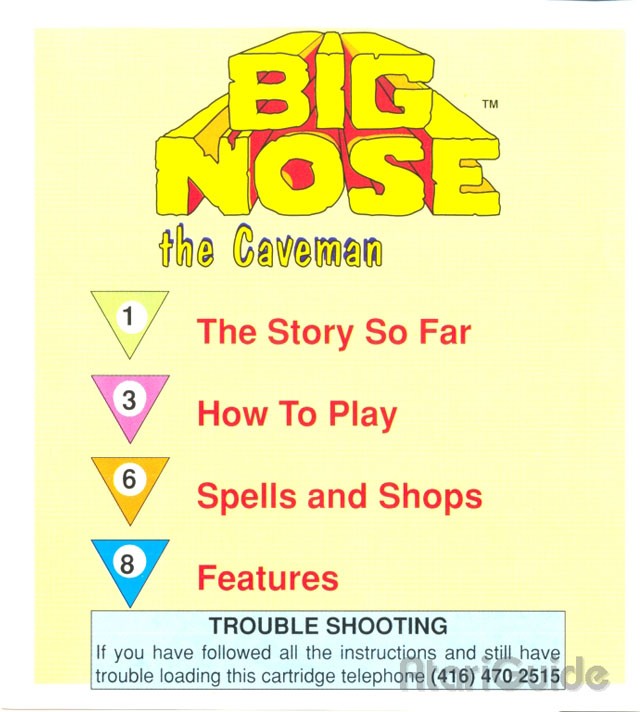 BIG
NOSE
TM
the Caveman
1 The Story So Far
3 How To Play
6 Spells and Shops
8 Features
TROUBLE SHOOTING
If you have followed all the instructions and still have
trouble loading this cartridge telephone (416) 470 2515
AtariGuide